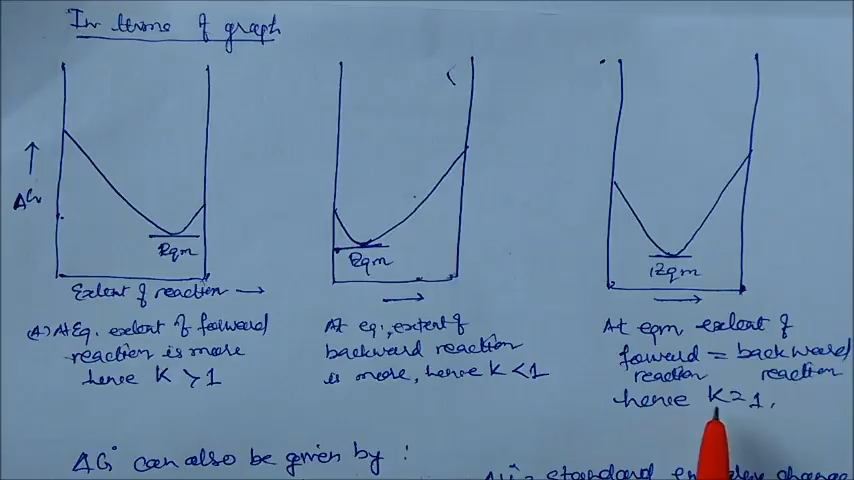 In terms of graph
ΔG
Eqm
Extent of reaction →
(A) At Eq. extent of forward
reaction is more
hence K > 1
Eqm
At eq., extent of
backward reaction
is more, hence K < 1
Eqm
At eqm extent of
forward = backward
reaction reaction
hence K = 1.
ΔG° can also be given by :
= standard change